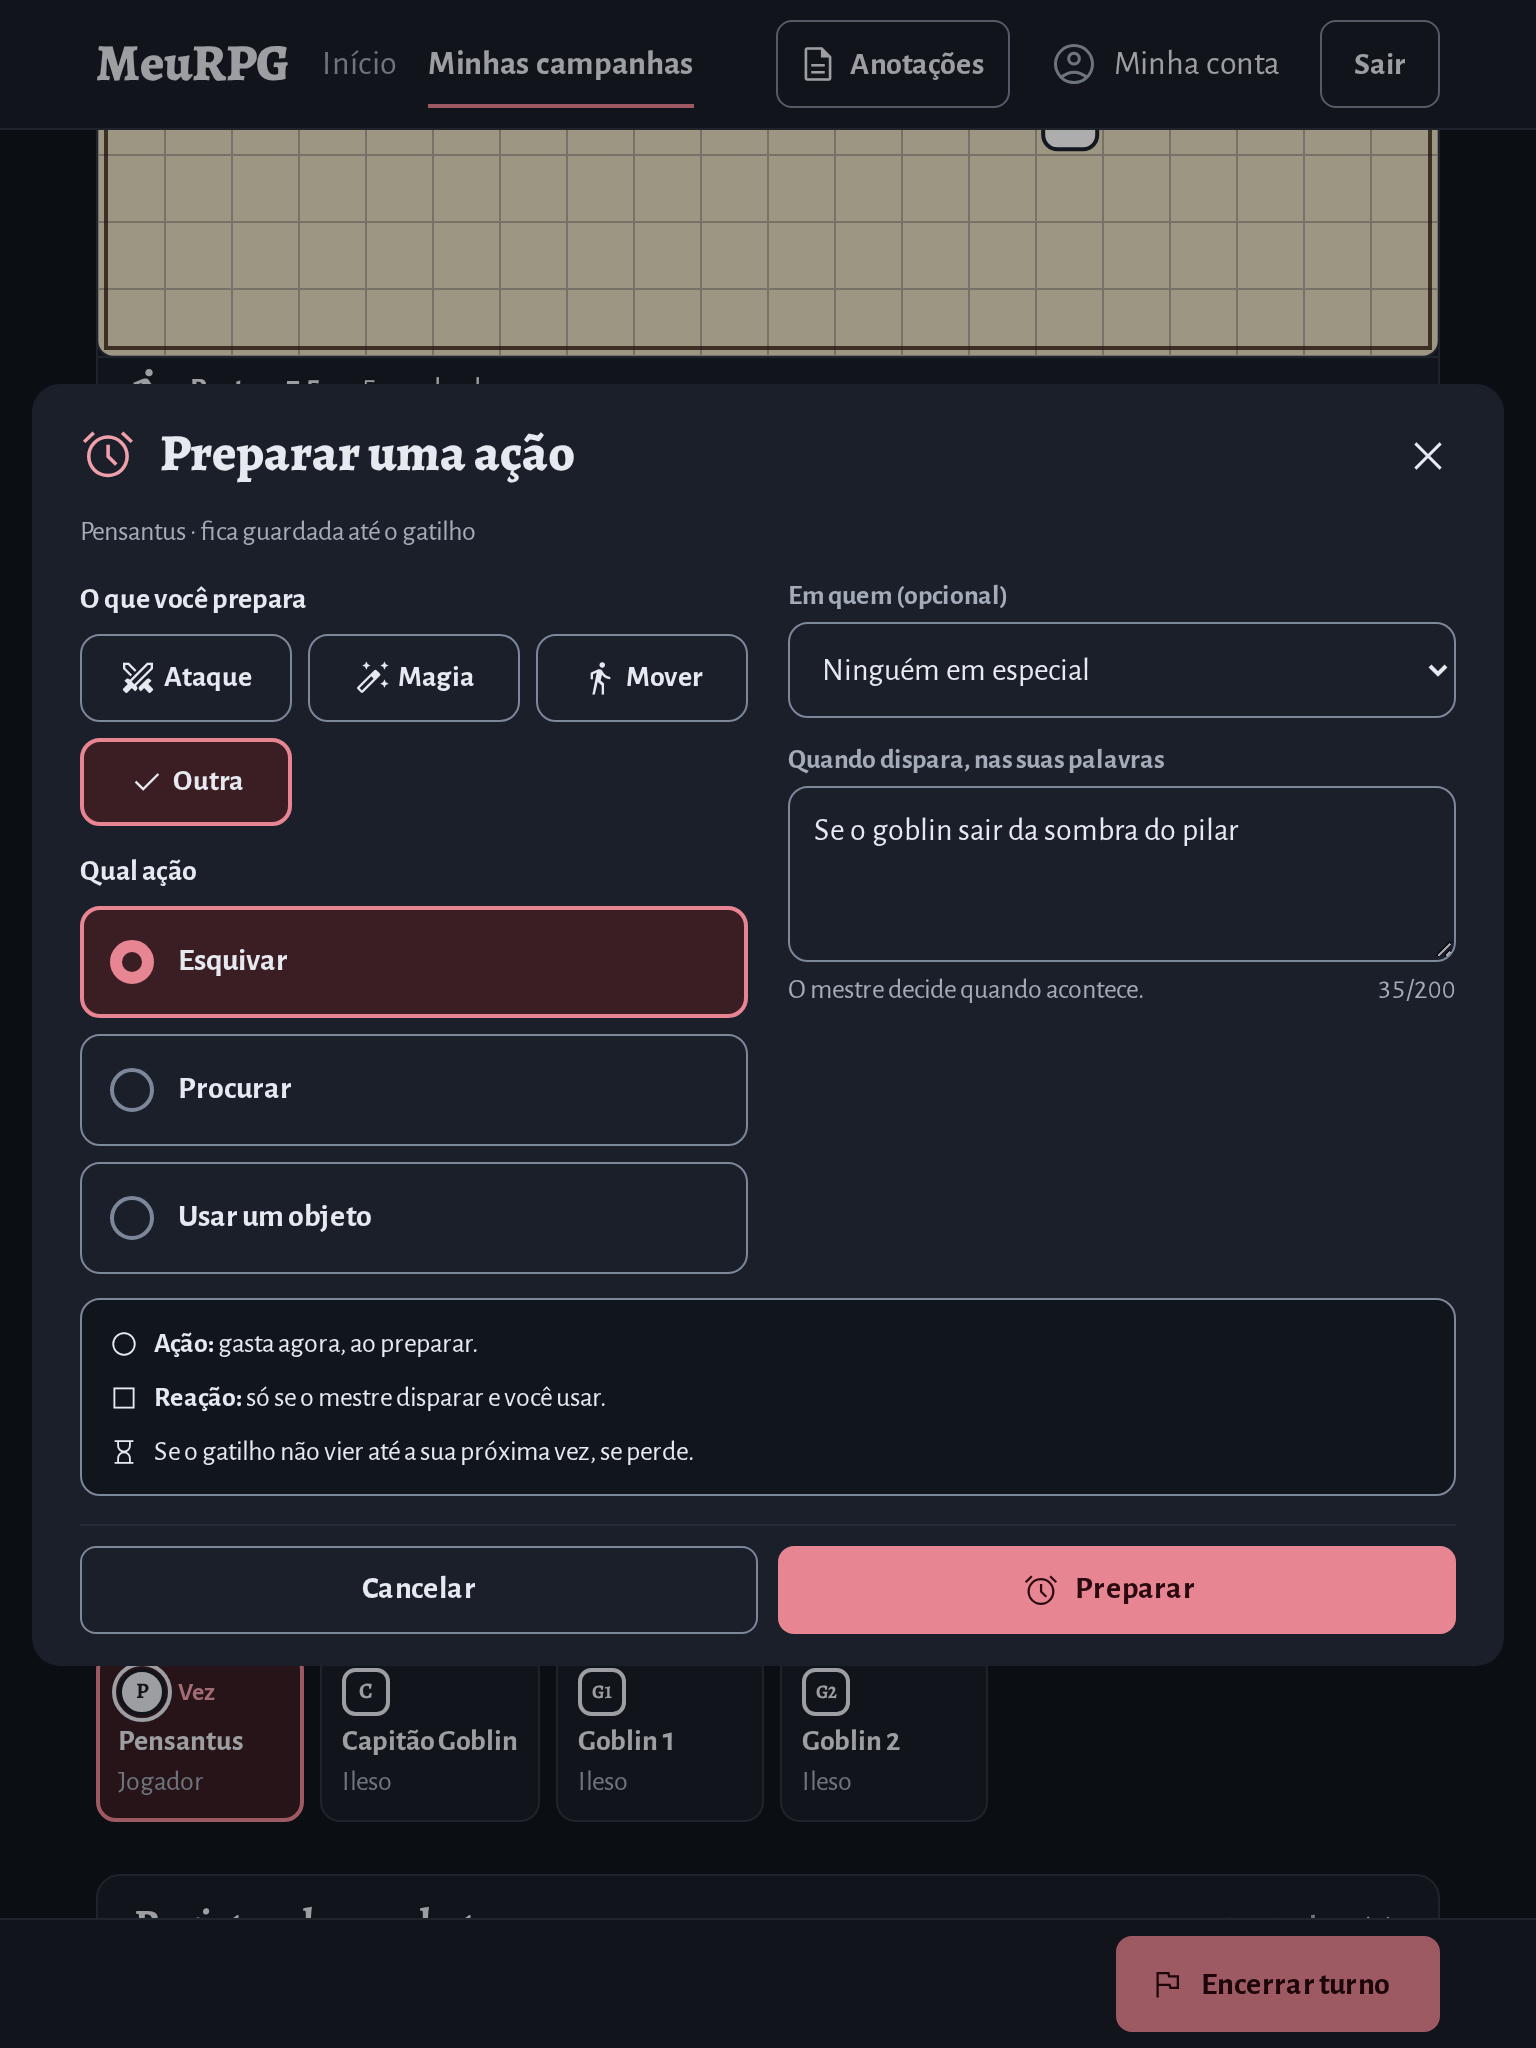 MeuRPG Início Minhas campanhas Anotações Minha conta Sair
Preparar uma ação
Pensantus · fica guardada até o gatilho
O que você prepara
Ataque Magia Mover
Outra
Qual ação
Esquivar
Procurar
Usar um objeto
Em quem (opcional)
Ninguém em especial
Quando dispara, nas suas palavras
Se o goblin sair da sombra do pilar
O mestre decide quando acontece. 35/200
Ação: gasta agora, ao preparar.
Reação: só se o mestre disparar e você usar.
Se o gatilho não vier até a sua próxima vez, se perde.
Cancelar Preparar
P Vez
Pensantus
Jogador
C
Capitão Goblin
Ileso
G1
Goblin 1
Ileso
G2
Goblin 2
Ileso
Encerrar turno